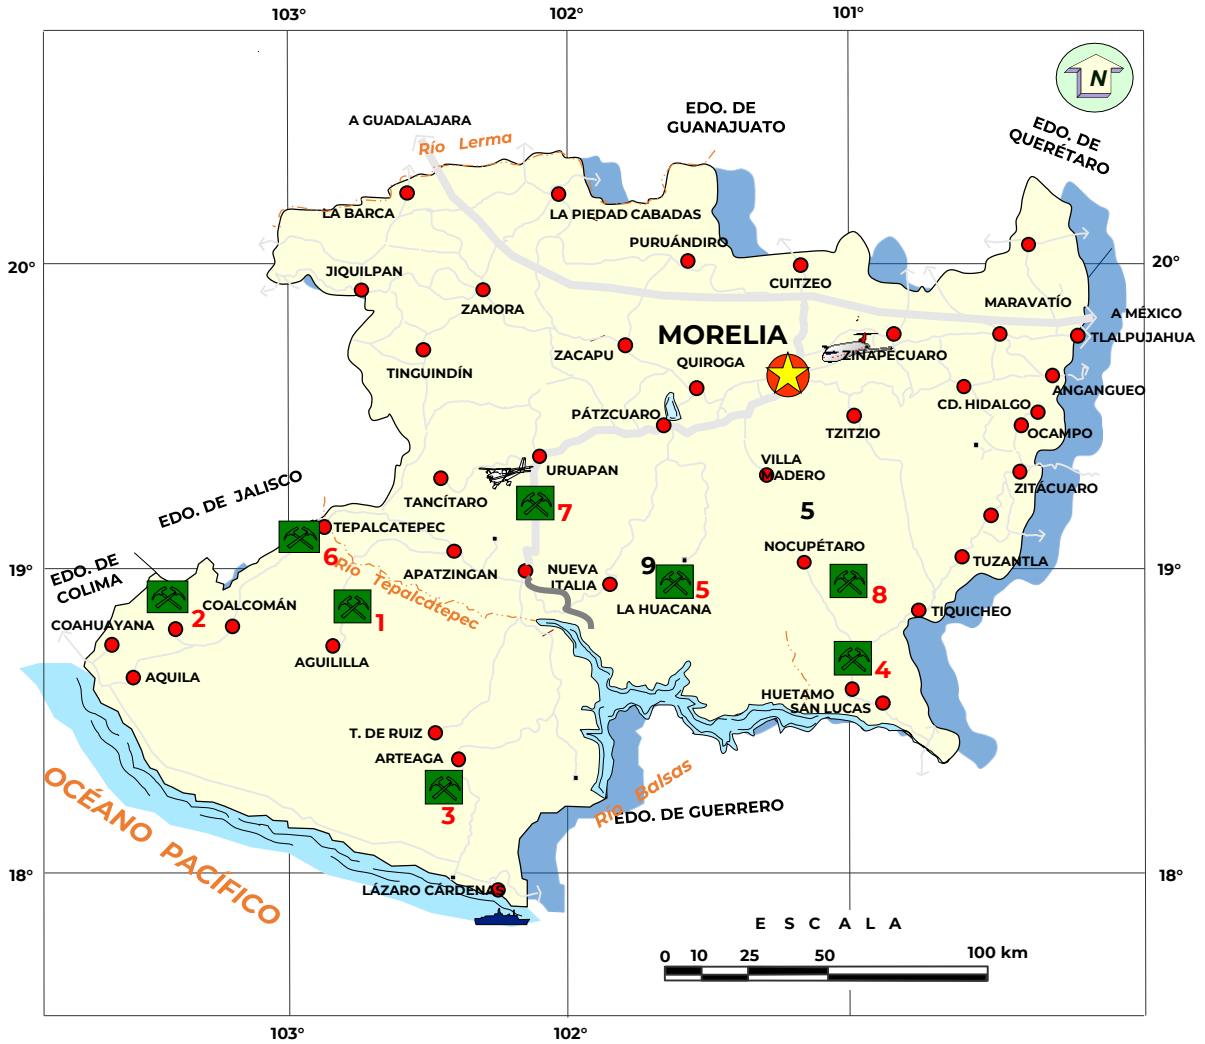 103°
102°
101°
N
EDO. DE
GUANAJUATO
A GUADALAJARA
Río Lerma
EDO. DE
QUERÉTARO
LA BARCA
LA PIEDAD CABADAS
PURUÁNDIRO
20°
20°
JIQUILPAN
CUITZEO
ZAMORA
MARAVATÍO
A MÉXICO
MORELIA
TLALPUJAHUA
ZACAPU
QUIROGA
ZINAPÉCUARO
TINGUINDÍN
ANGANGUEO
CD. HIDALGO
PÁTZCUARO
TZITZIO
OCAMPO
URUAPAN
VILLA
MADERO
EDO. DE JALISCO
TANCÍTARO
ZITÁCUARO
7
5
TEPALCATEPEC
6
NOCUPÉTARO
EDO. DE
COLIMA
19°
Río Tepalcatepec
APATZINGAN
NUEVA
ITALIA
9
5
8
TUZANTLA
19°
COALCOMÁN
2
1
LA HUACANA
TIQUICHEO
COAHUAYANA
AGUILILLA
4
AQUILA
HUETAMO
SAN LUCAS
T. DE RUIZ
ARTEAGA
3
Río Balsas
EDO. DE GUERRERO
OCÉANO PACÍFICO
18°
18°
LÁZARO CÁRDENAS
E S C A L A
0 10 25 50 100 km
103°
102°